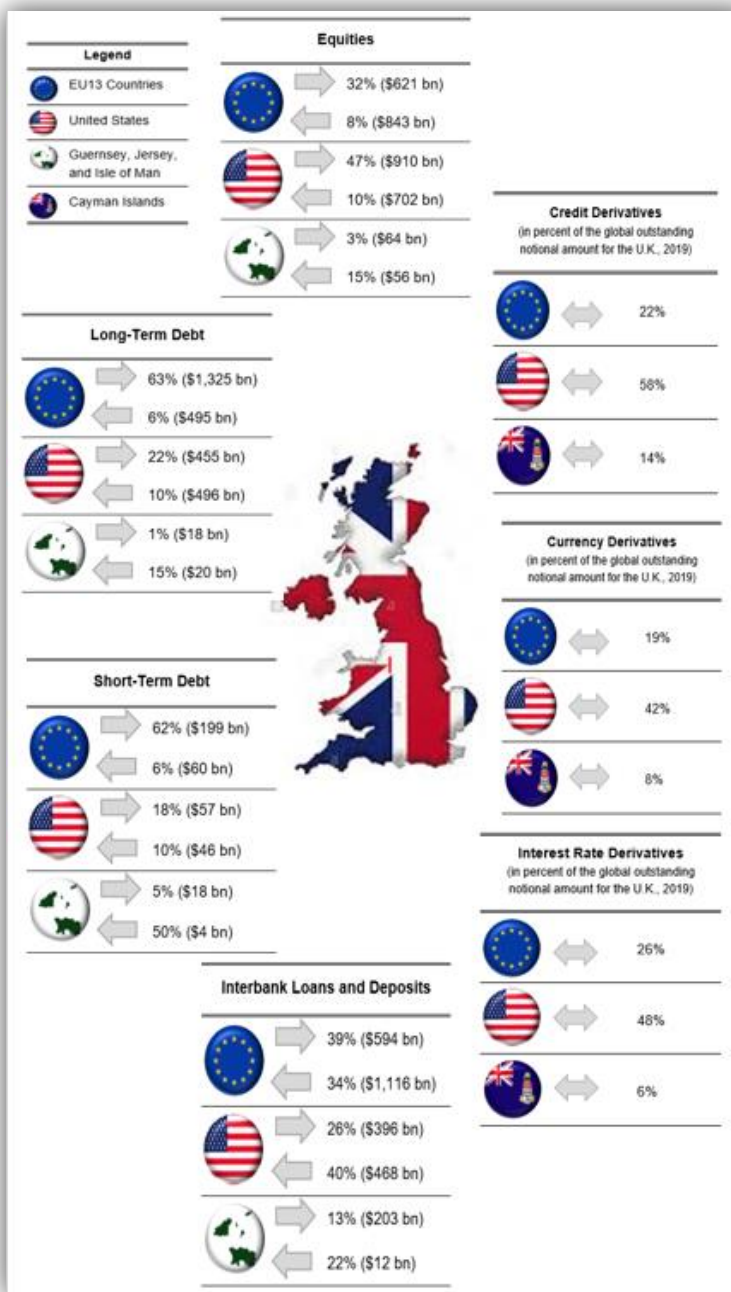 Legend
EU13 Countries
United States
Guernsey, Jersey,
and Isle of Man
Cayman Islands
Equities
32% ($621 bn)
8% ($843 bn)
47% ($910 bn)
10% ($702 bn)
3% ($64 bn)
15% ($56 bn)
Long-Term Debt
63% ($1,325 bn)
6% ($495 bn)
22% ($455 bn)
10% ($496 bn)
1% ($18 bn)
15% ($20 bn)
Short-Term Debt
62% ($199 bn)
6% ($60 bn)
18% ($57 bn)
10% ($46 bn)
5% ($18 bn)
50% ($4 bn)
Interbank Loans and Deposits
39% ($594 bn)
34% ($1,116 bn)
26% ($396 bn)
40% ($468 bn)
13% ($203 bn)
22% ($12 bn)
Credit Derivatives
(in percent of the global outstanding
notional amount for the U.K., 2019)
22%
58%
14%
Currency Derivatives
(in percent of the global outstanding
notional amount for the U.K., 2019)
19%
42%
8%
Interest Rate Derivatives
(in percent of the global outstanding
notional amount for the U.K., 2019)
26%
48%
6%